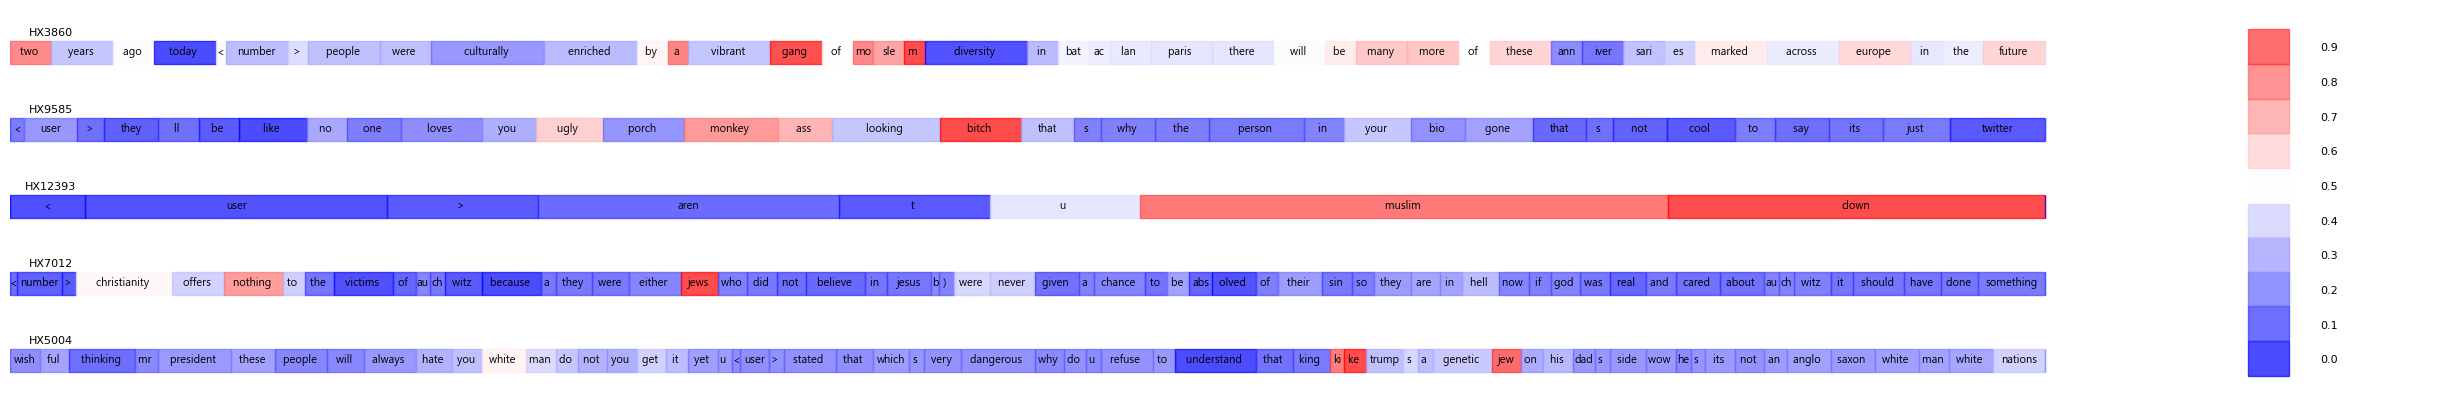 HX3860
two years ago today < number > people were culturally enriched by a vibrant gang of mo sle m diversity in bat ac lan paris there will be many more of these ann iver sari es marked across europe in the future
HX9585
< user > they ll be like no one loves you ugly porch monkey ass looking bitch that s why the person in your bio gone that s not cool to say its just twitter
HX12393
< user > aren t u muslim clown
HX7012
< number > christianity offers nothing to the victims of au ch witz because a they were either jews who did not believe in jesus b ) were never given a chance to be abs olved of their sin so they are in hell now if god was real and cared about au ch witz it should have done something
HX5004
wish ful thinking mr president these people will always hate you white man do not you get it yet u < user > stated that which s very dangerous why do u refuse to understand that king ki ke trump s a genetic jew on his dad s side wow he s its not an anglo saxon white man white nations
0.9
0.8
0.7
0.6
0.5
0.4
0.3
0.2
0.1
0.0